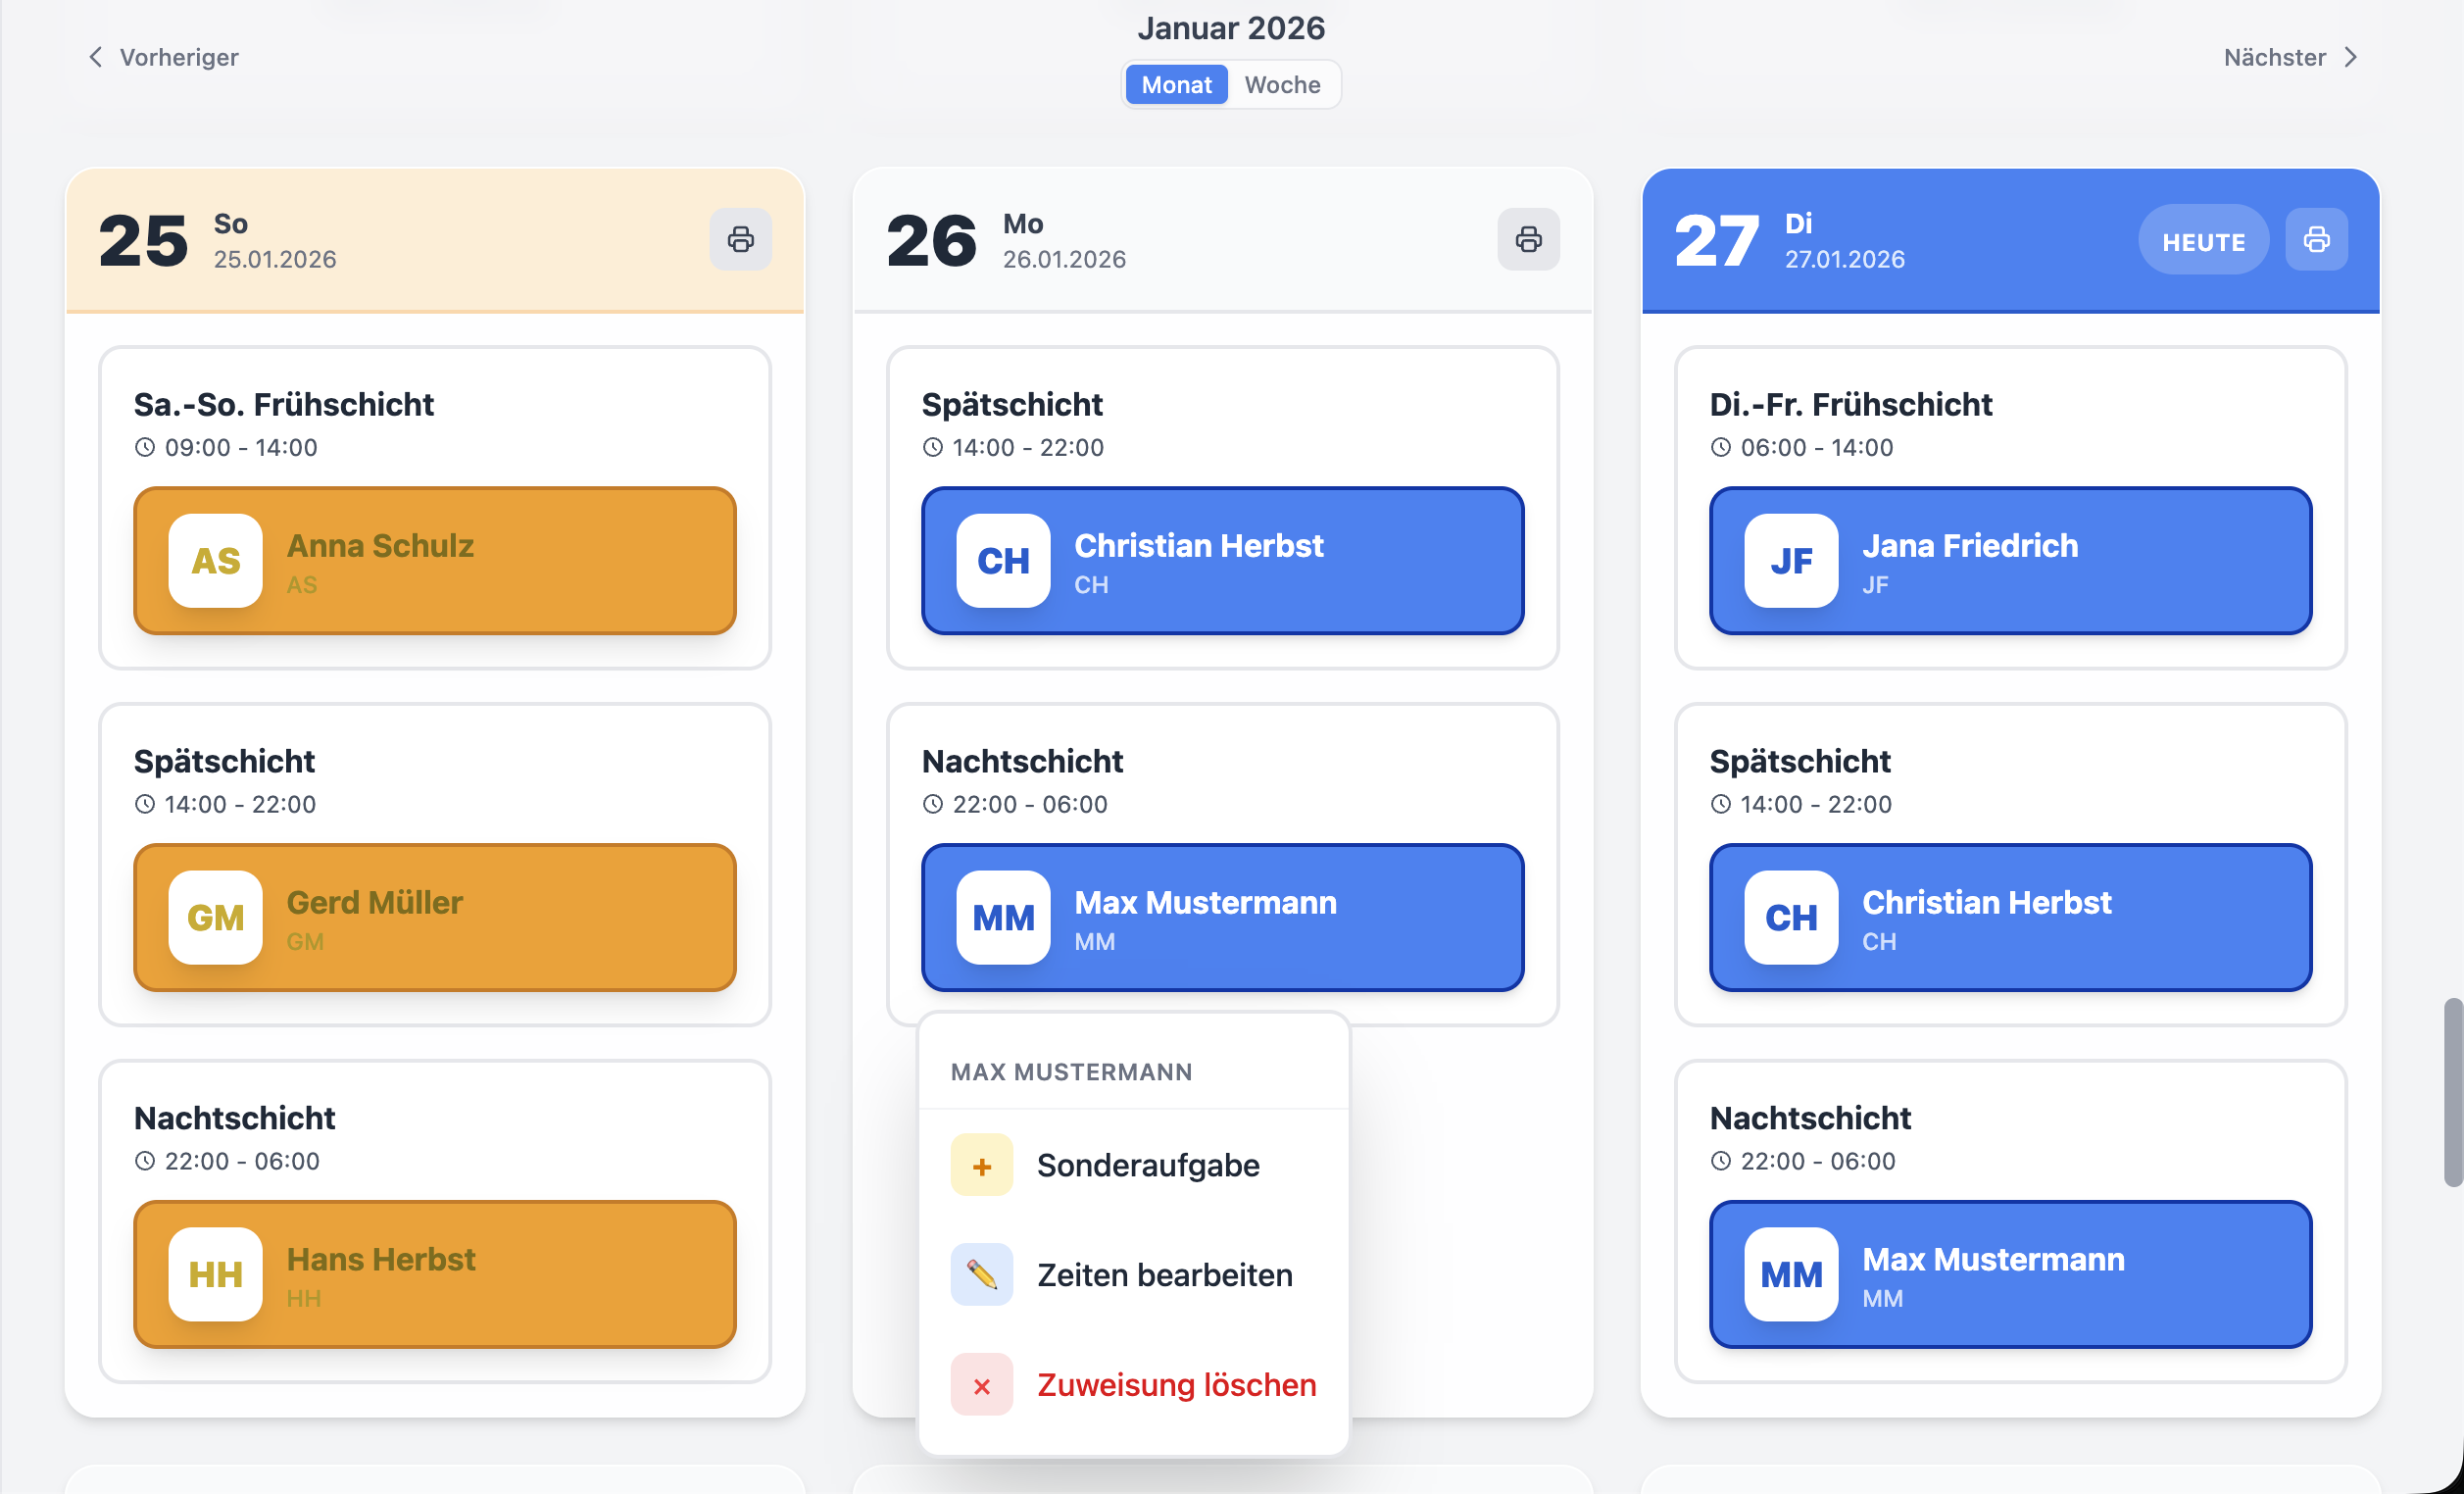 Vorheriger
Januar 2026
Monat Woche
Nächster
25 So
25.01.2026
Sa.-So. Frühschicht
09:00 - 14:00
AS Anna Schulz
AS
Spätschicht
14:00 - 22:00
GM Gerd Müller
GM
Nachtschicht
22:00 - 06:00
HH Hans Herbst
HH
26 Mo
26.01.2026
Spätschicht
14:00 - 22:00
CH Christian Herbst
CH
Nachtschicht
22:00 - 06:00
MM Max Mustermann
MM
MAX MUSTERMANN
+ Sonderaufgabe
Zeiten bearbeiten
× Zuweisung löschen
27 Di
27.01.2026
HEUTE
Di.-Fr. Frühschicht
06:00 - 14:00
JF Jana Friedrich
JF
Spätschicht
14:00 - 22:00
CH Christian Herbst
CH
Nachtschicht
22:00 - 06:00
MM Max Mustermann
MM